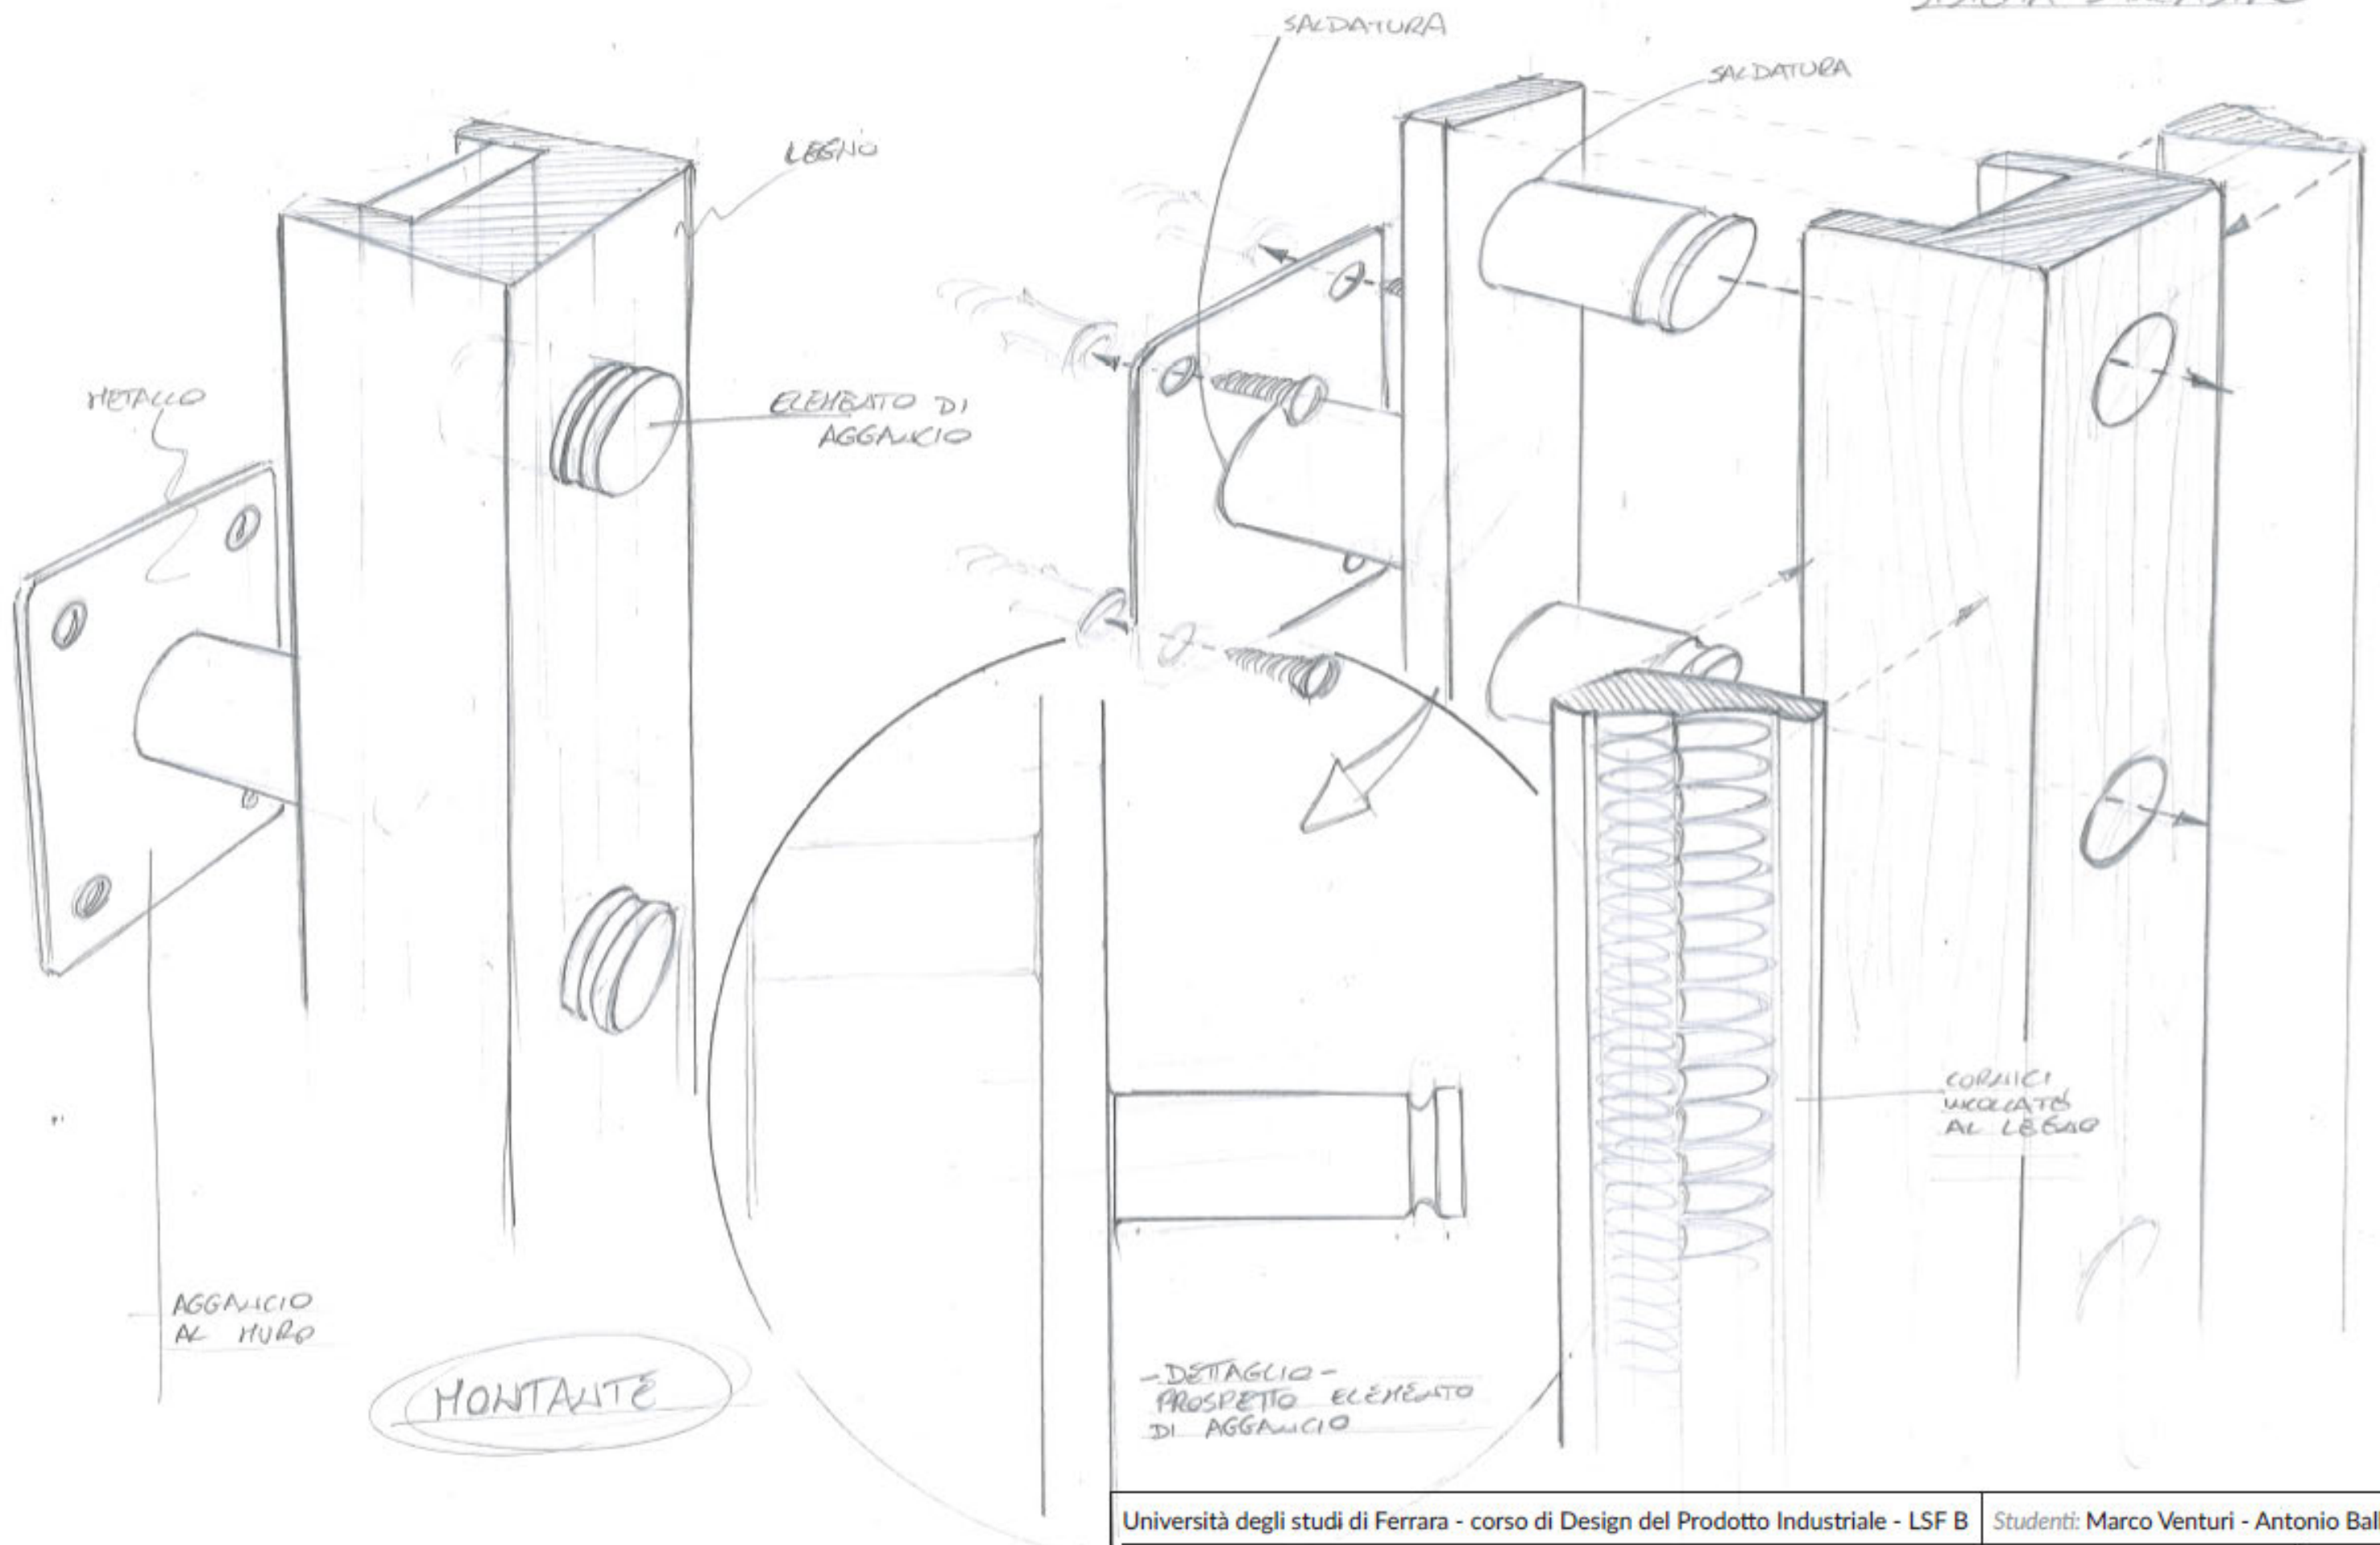 SALDATURA
SALDATURA
LEGNO
METALLO
ELEMENTO DI
AGGANCIO
CORNICI
INCOLLATE
AL LEGNO
AGGANCIO
AL MURO
MONTANTE
-DETTAGLIO-
PROSPETTO ELEMENTO
DI AGGANCIO
Università degli studi di Ferrara - corso di Design del Prodotto Industriale - LSF B
Studenti: Marco Venturi - Antonio Ball